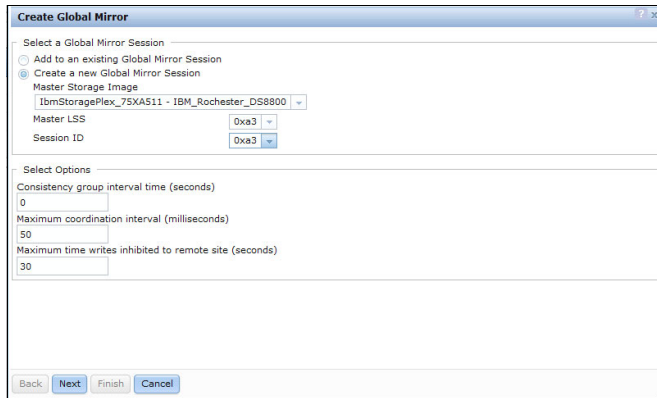 Create Global Mirror
? x
Select a Global Mirror Session
Add to an existing Global Mirror Session
Create a new Global Mirror Session
Master Storage Image
IbmStoragePlex_75XA511 - IBM_Rochester_DS8800
Master LSS 0xa3
Session ID 0xa3
Select Options
Consistency group interval time (seconds)
0
Maximum coordination interval (milliseconds)
50
Maximum time writes inhibited to remote site (seconds)
30
Back Next Finish Cancel